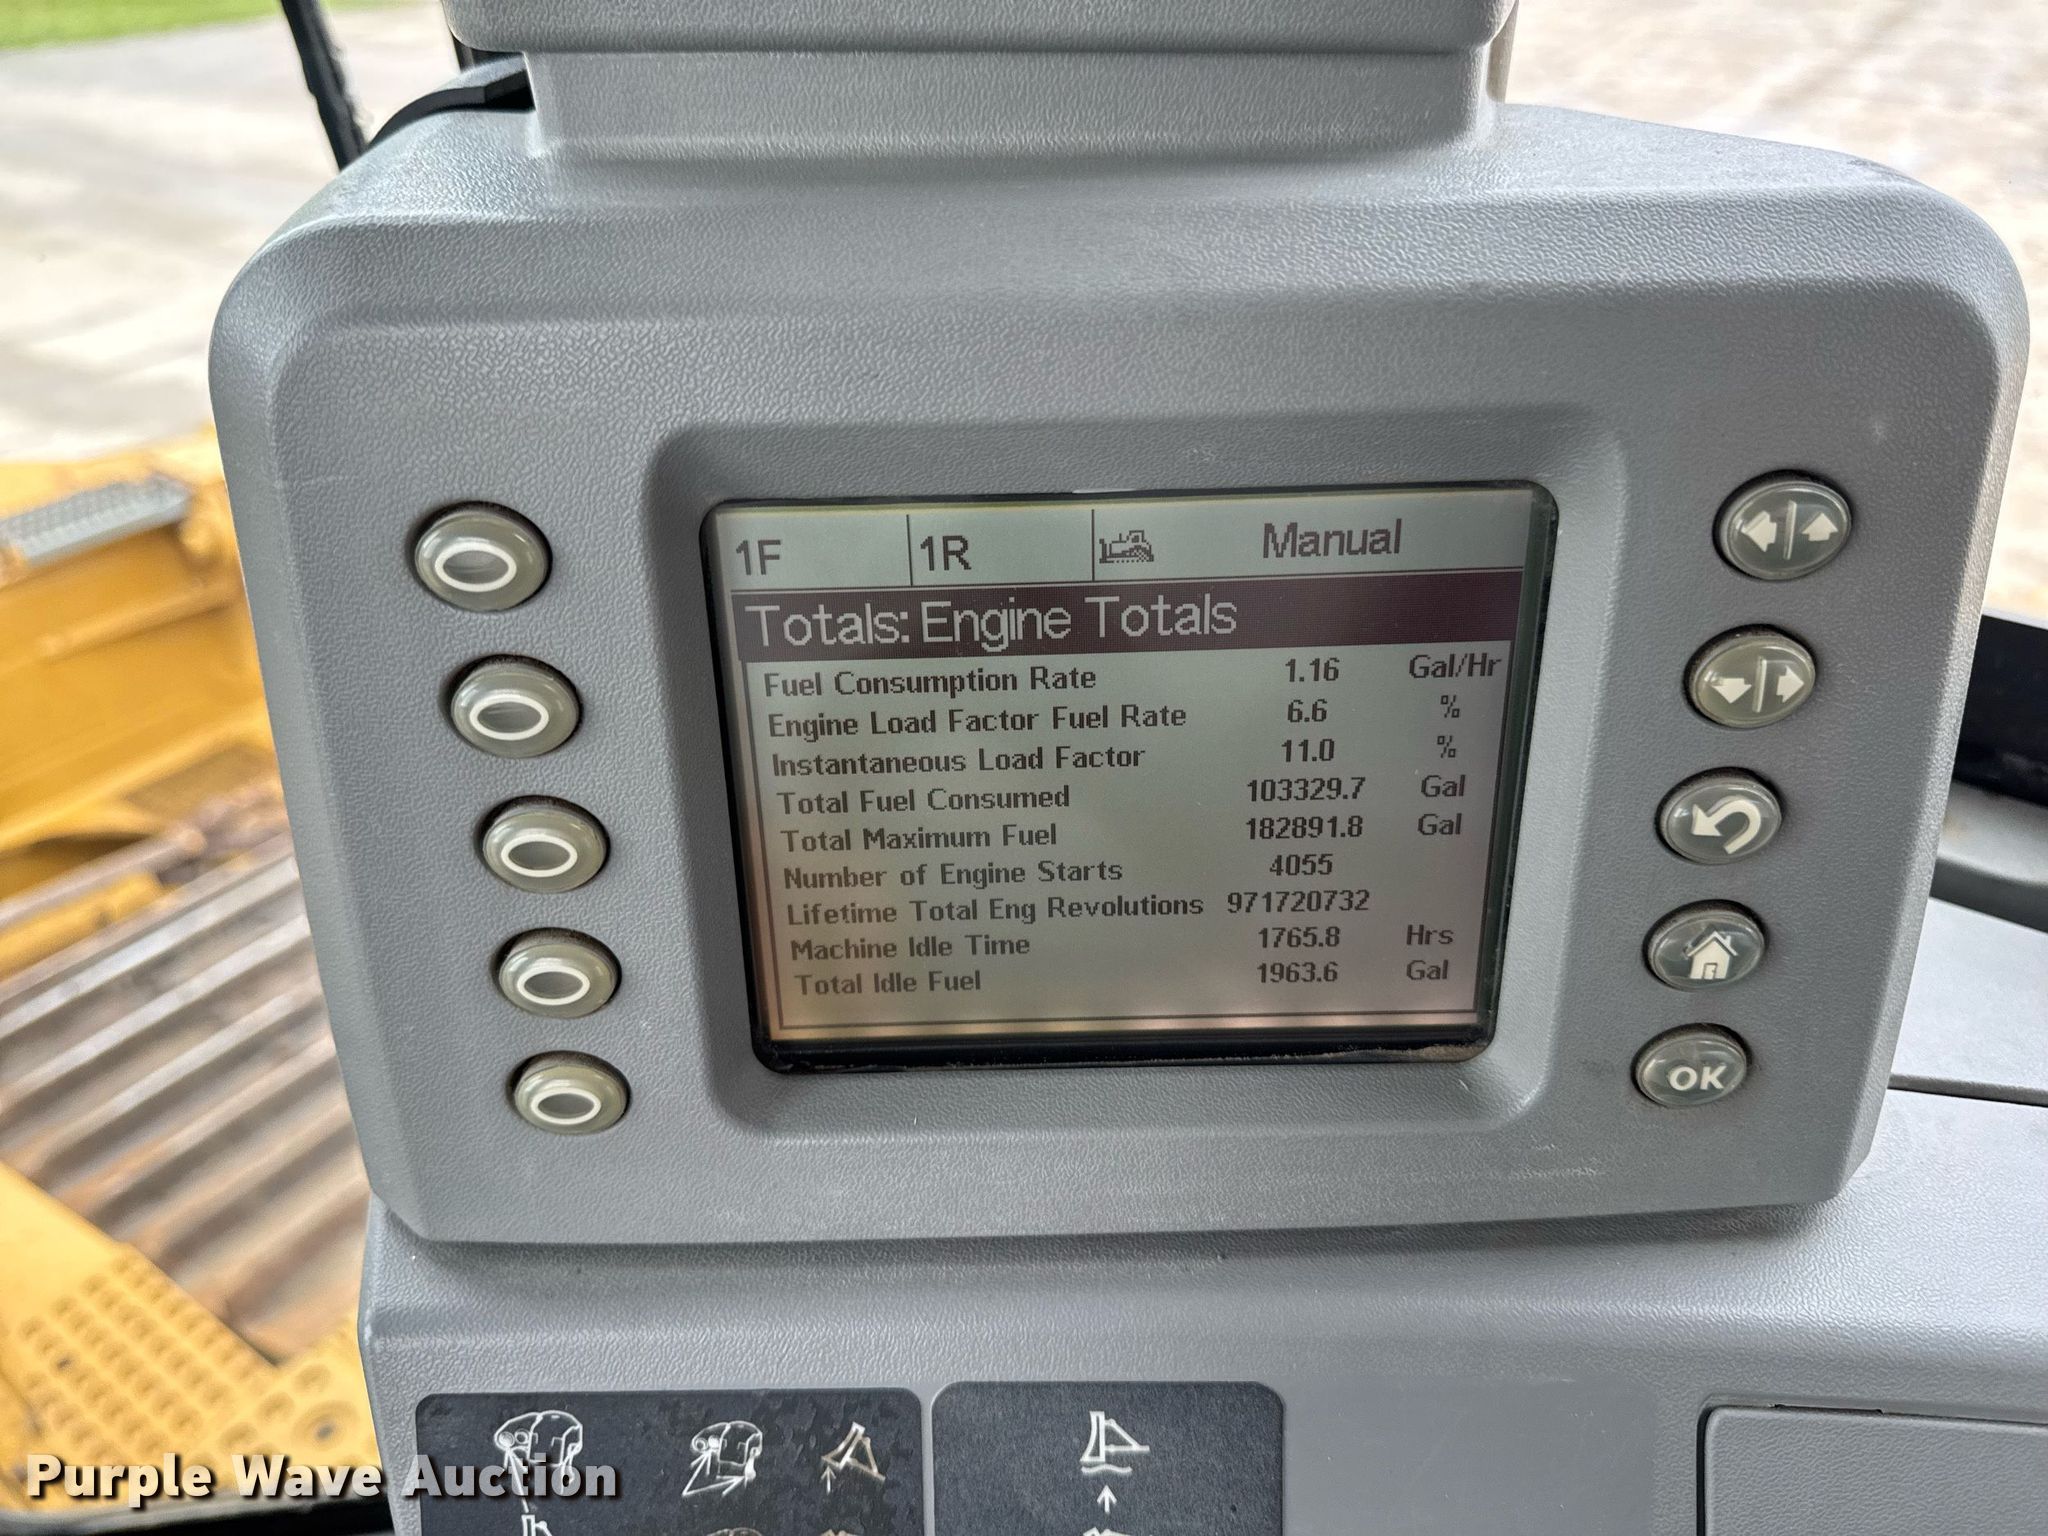 1F 1R Manual
Totals: Engine Totals
Fuel Consumption Rate 1.16 Gal/Hr
Engine Load Factor Fuel Rate 6.6 %
Instantaneous Load Factor 11.0 %
Total Fuel Consumed 103329.7 Gal
Total Maximum Fuel 182891.8 Gal
Number of Engine Starts 4055
Lifetime Total Eng Revolutions 971720732
Machine Idle Time 1765.8 Hrs
Total Idle Fuel 1963.6 Gal
OK
Purple Wave Auction